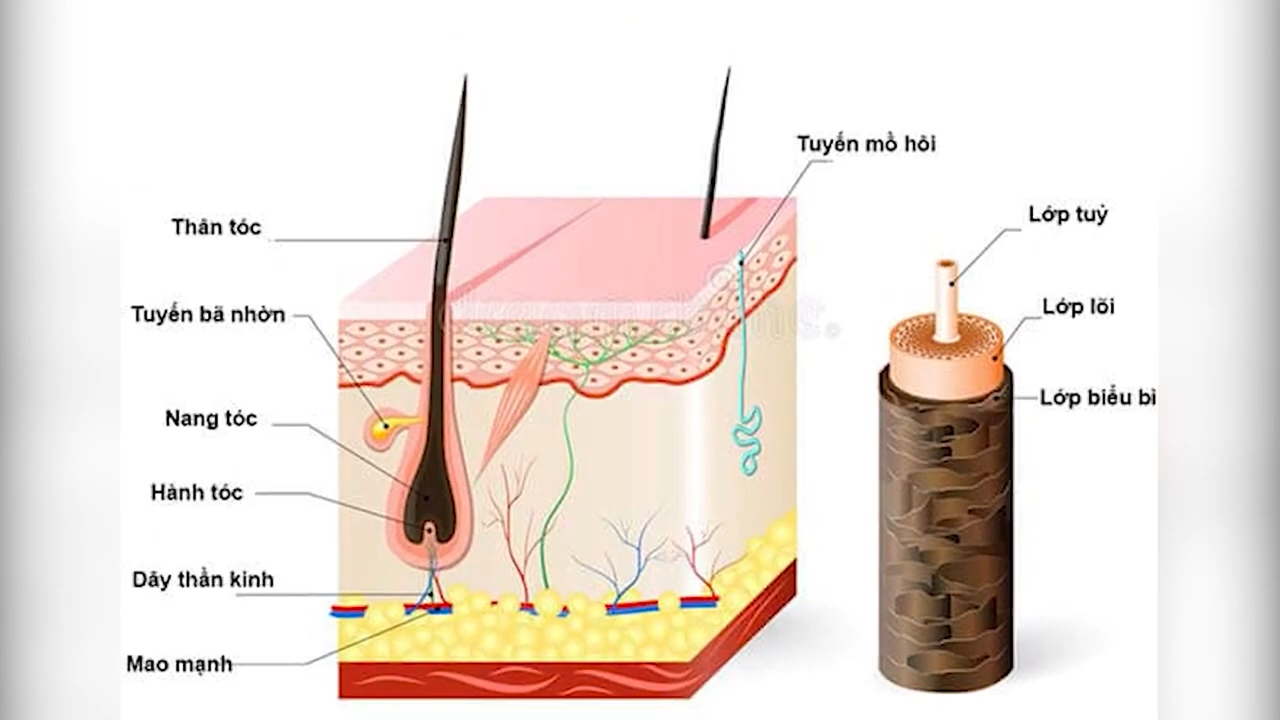 Tuyến mồ hôi
Thân tóc
Lớp tuỷ
Tuyến bã nhờn
Lớp lõi
Lớp biểu bì
Nang tóc
Hành tóc
Dây thần kinh
Mao mạnh